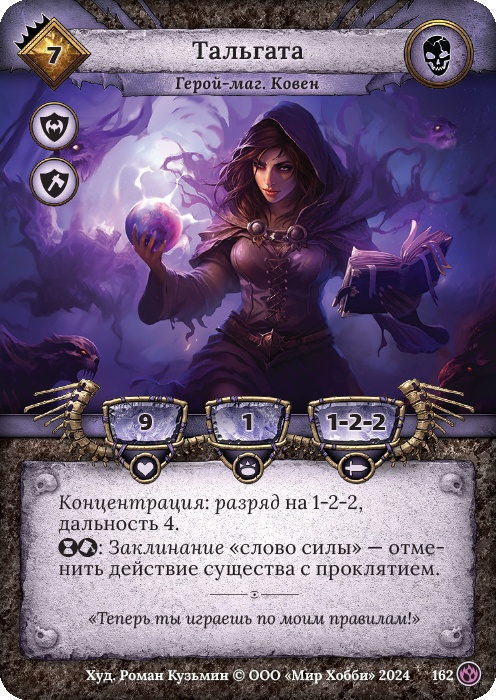 7
Тальгата
Герой-маг. Ковен
9
1
1-2-2
Концентрация: разряд на 1-2-2,
дальность 4.
: Заклинание «слово силы» — отме-
нить действие существа с проклятием.
«Теперь ты играешь по моим правилам!»
Худ. Роман Кузьмин © ООО «Мир Хобби» 2024 162